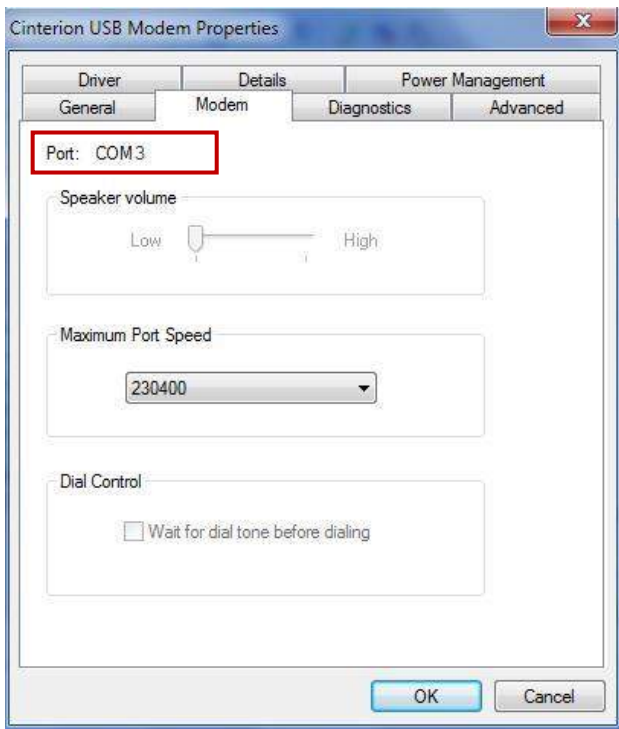 Cinterion USB Modem Properties
Driver Details Power Management
General Modem Diagnostics Advanced
Port: COM3
Speaker volume
Low High
Maximum Port Speed
230400
Dial Control
Wait for dial tone before dialing
OK Cancel